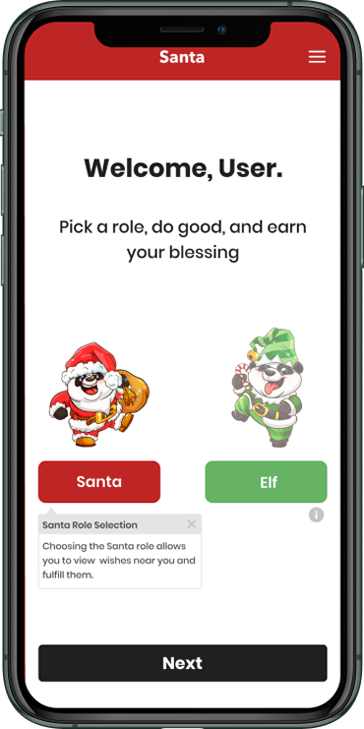 Santa
Welcome, User.
Pick a role, do good, and earn
your blessing
Santa
Elf
Santa Role Selection
Choosing the Santa role allows
you to view wishes near you and
fulfill them.
Next